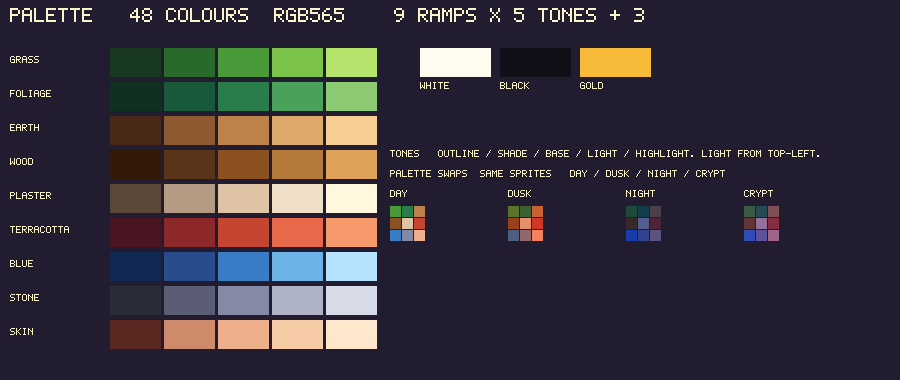 PALETTE 48 COLOURS RGB565 9 RAMPS X 5 TONES + 3
GRASS
FOLIAGE
EARTH
WOOD
PLASTER
TERRACOTTA
BLUE
STONE
SKIN
WHITE BLACK GOLD
TONES OUTLINE / SHADE / BASE / LIGHT / HIGHLIGHT. LIGHT FROM TOP-LEFT.
PALETTE SWAPS SAME SPRITES DAY / DUSK / NIGHT / CRYPT
DAY DUSK NIGHT CRYPT